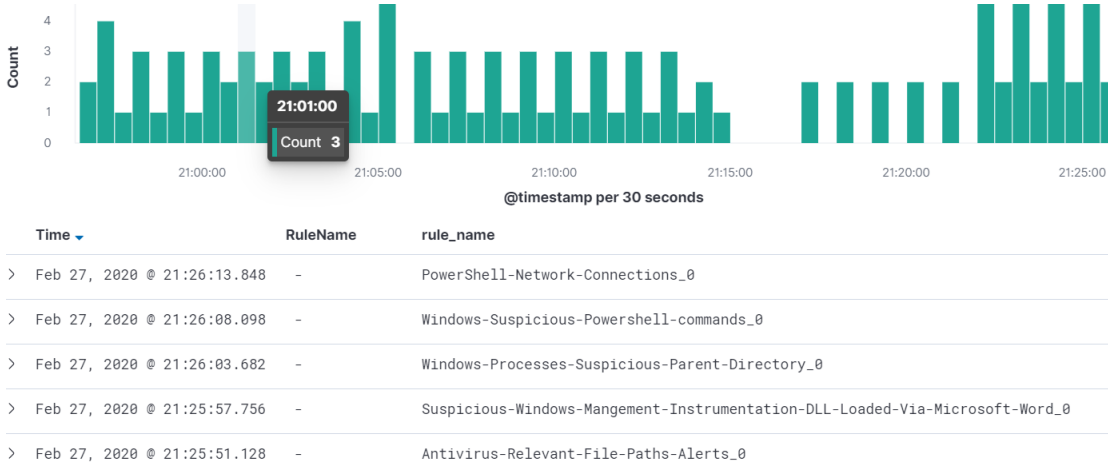 4
3
2
1
0
Count
21:01:00
Count 3
21:00:00 21:05:00 21:10:00 21:15:00 21:20:00 21:25:00
@timestamp per 30 seconds
Time RuleName rule_name
Feb 27, 2020 @ 21:26:13.848 - PowerShell-Network-Connections_0
Feb 27, 2020 @ 21:26:08.098 - Windows-Suspicious-Powershell-commands_0
Feb 27, 2020 @ 21:26:03.682 - Windows-Processes-Suspicious-Parent-Directory_0
Feb 27, 2020 @ 21:25:57.756 - Suspicious-Windows-Mangement-Instrumentation-DLL-Loaded-Via-Microsoft-Word_0
Feb 27, 2020 @ 21:25:51.128 - Antivirus-Relevant-File-Paths-Alerts_0